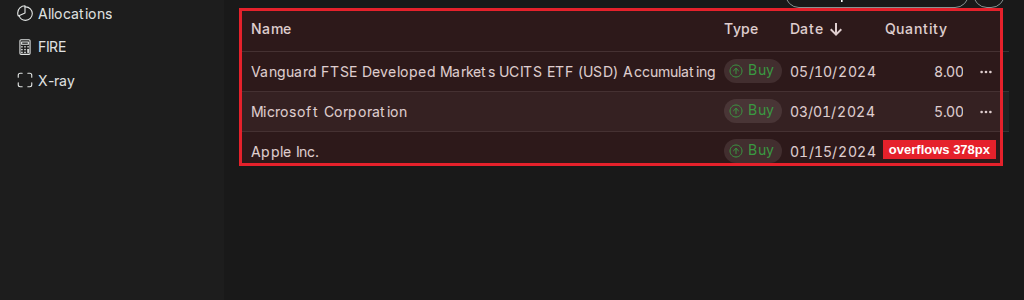 Allocations
FIRE
X-ray
Name Type Date Quantity
Vanguard FTSE Developed Markets UCITS ETF (USD) Accumulating Buy 05/10/2024 8.00
Microsoft Corporation Buy 03/01/2024 5.00
Apple Inc. Buy 01/15/2024 overflows 378px